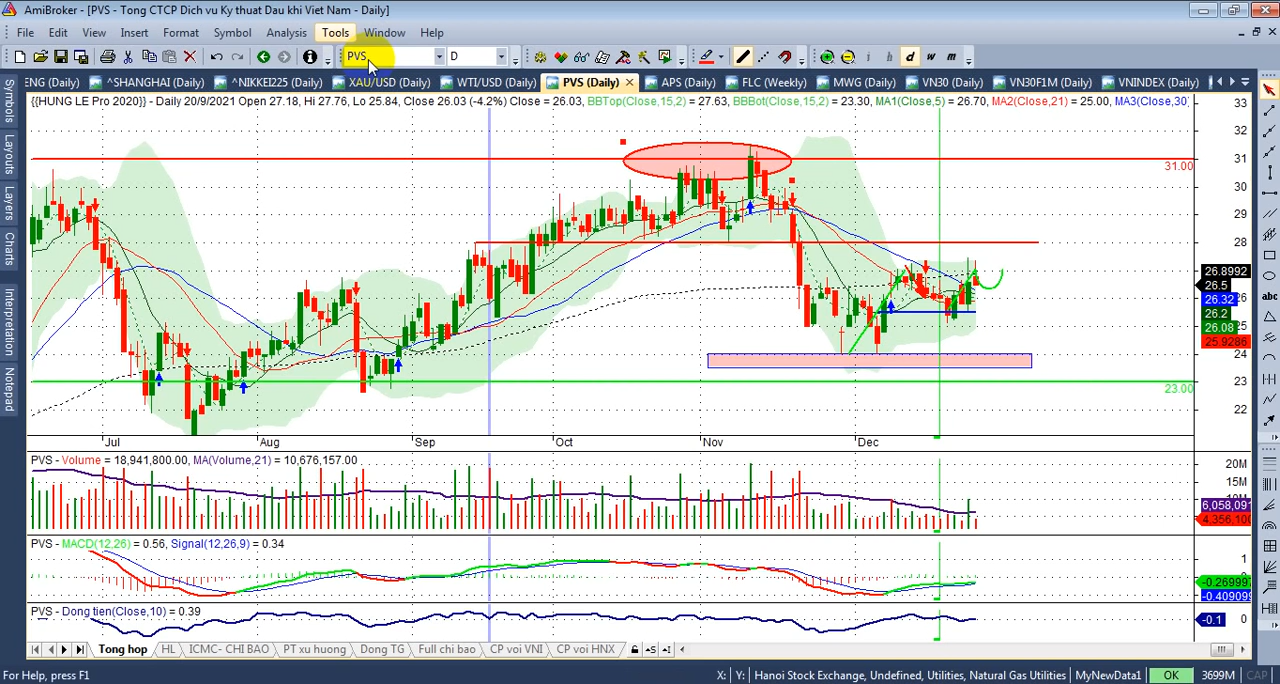 AmiBroker - [PVS - Tong CTCP Dich vu Ky thuat Dau khi Viet Nam - Daily]
File Edit View Insert Format Symbol Analysis Tools Window Help
PVS D d w m
ENG (Daily) ^SHANGHAI (Daily) ^NIKKEI225 (Daily) XAU/USD (Daily) WTI/USD (Daily) PVS (Daily) APS (Daily) FLC (Weekly) MWG (Daily) VN30 (Daily) VN30F1M (Daily) VNINDEX (Daily)
Symbols
Layouts
Layers
Charts
Interpretation
Notepad
{{HUNG LE Pro 2020}} - Daily 20/9/2021 Open 27.18, Hi 27.76, Lo 25.84, Close 26.03 (-4.2%) Close = 26.03, BBTop(Close,15,2) = 27.63, BBBot(Close,15,2) = 23.30, MA1(Close,5) = 26.70, MA2(Close,21) = 25.00, MA3(Close,30)
33
32
31
31.00
30
29
28
26.8992
26.5
26.32
26.2
26.08
25.9286
24
23
23.00
22
Jul Aug Sep Oct Nov Dec
PVS - Volume = 18,941,800.00, MA(Volume,21) = 10,676,157.00
20M
15M
6,058,091
4,356,100
PVS - MACD(12,26) = 0.56, Signal(12,26,9) = 0.34
1
-0.269997
-0.409099
PVS - Dong tien(Close,10) = 0.39
-0.1 0
Tong hop HL ICMC- CHI BAO PT xu huong Dong TG Full chi bao CP voi VNI CP voi HNX
For Help, press F1 X: Y: Hanoi Stock Exchange, Undefined, Utilities, Natural Gas Utilities MyNewData1 OK 3699M CAP
abc